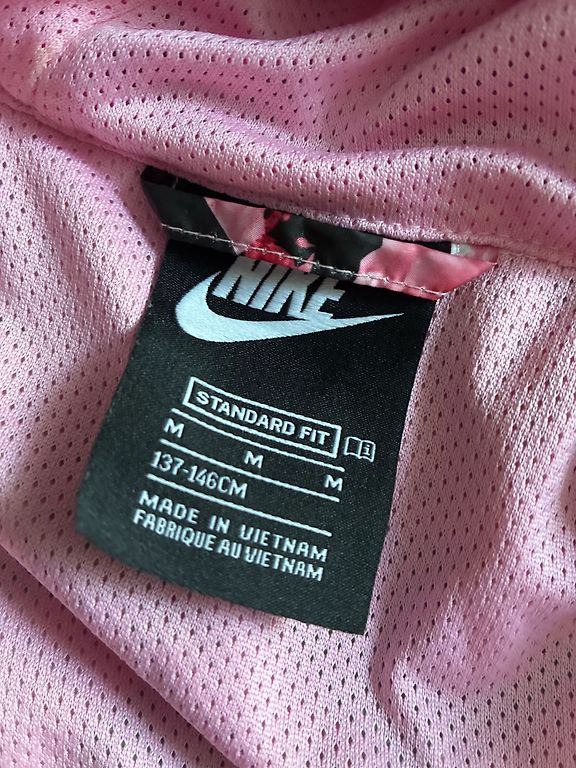 NIKE
STANDARD FIT
M M M
137-146CM
MADE IN VIETNAM
FABRIQUE AU VIETNAM